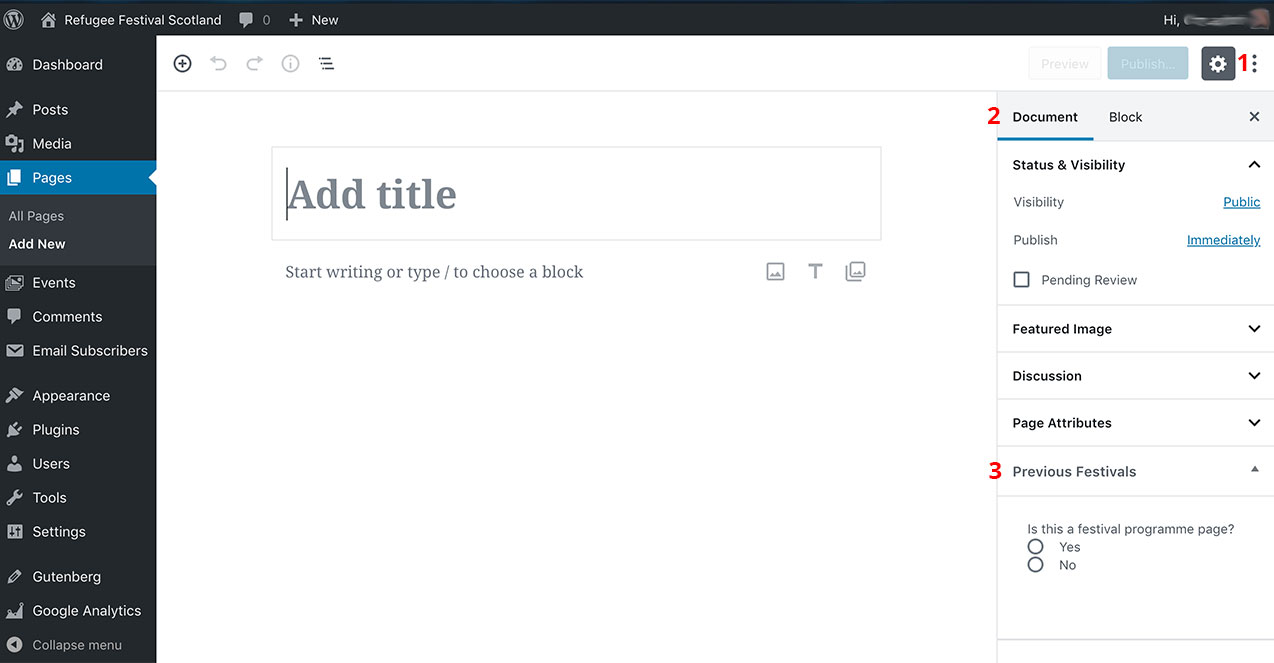 Refugee Festival Scotland 0 New Hi,
Dashboard
Posts
Media
Pages
All Pages
Add New
Events
Comments
Email Subscribers
Appearance
Plugins
Users
Tools
Settings
Gutenberg
Google Analytics
Collapse menu
Preview Publish... 1
Add title
Start writing or type / to choose a block
2 Document Block
Status & Visibility
Visibility Public
Publish Immediately
Pending Review
Featured Image
Discussion
Page Attributes
3 Previous Festivals
Is this a festival programme page?
Yes
No